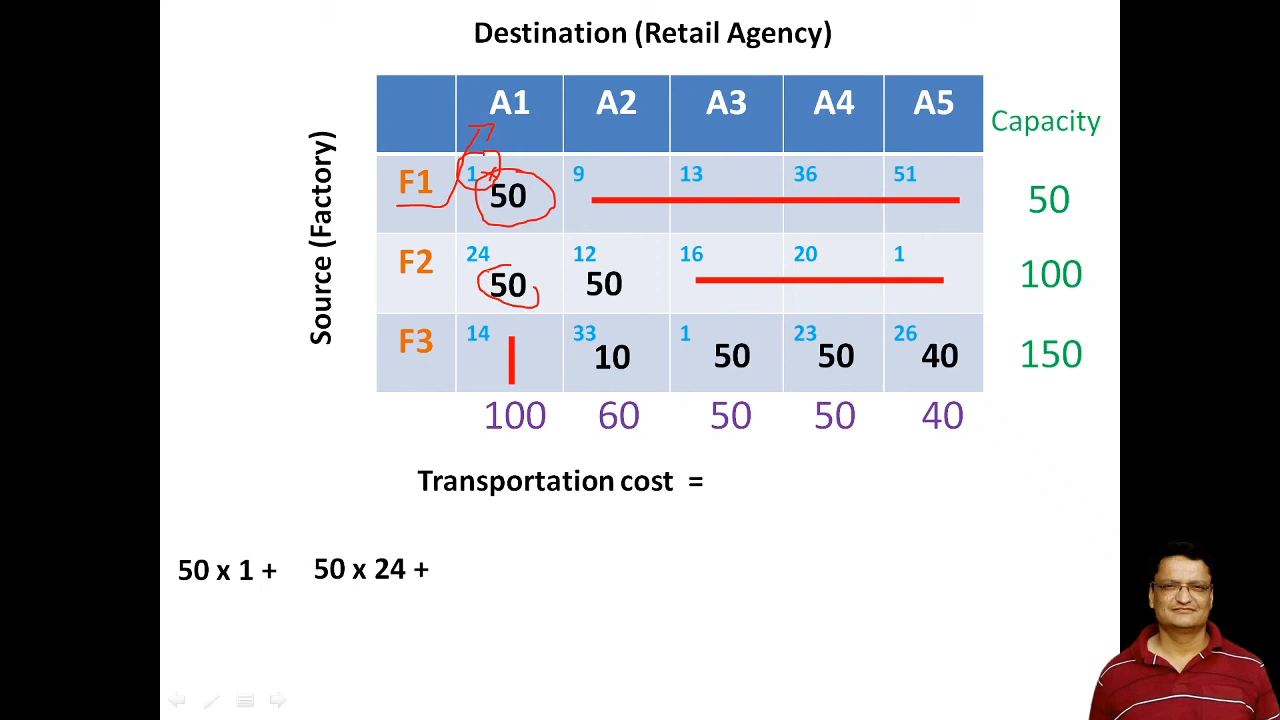 Destination (Retail Agency)
Source (Factory)
A1 A2 A3 A4 A5 Capacity
1 9 13 36 51
F1 50 50
24 12 16 20 1
F2 50 50 100
14 33 1 23 26
F3 10 50 50 40 150
100 60 50 50 40
Transportation cost =
50 x 1 + 50 x 24 +